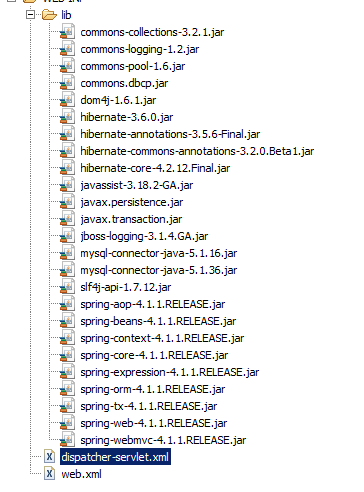 lib
commons-collections-3.2.1.jar
commons-logging-1.2.jar
commons-pool-1.6.jar
commons.dbcp.jar
dom4j-1.6.1.jar
hibernate-3.6.0.jar
hibernate-annotations-3.5.6-Final.jar
hibernate-commons-annotations-3.2.0.Beta1.jar
hibernate-core-4.2.12.Final.jar
javassist-3.18.2-GA.jar
javax.persistence.jar
javax.transaction.jar
jboss-logging-3.1.4.GA.jar
mysql-connector-java-5.1.16.jar
mysql-connector-java-5.1.36.jar
slf4j-api-1.7.12.jar
spring-aop-4.1.1.RELEASE.jar
spring-beans-4.1.1.RELEASE.jar
spring-context-4.1.1.RELEASE.jar
spring-core-4.1.1.RELEASE.jar
spring-expression-4.1.1.RELEASE.jar
spring-orm-4.1.1.RELEASE.jar
spring-tx-4.1.1.RELEASE.jar
spring-web-4.1.1.RELEASE.jar
spring-webmvc-4.1.1.RELEASE.jar
dispatcher-servlet.xml
web.xml